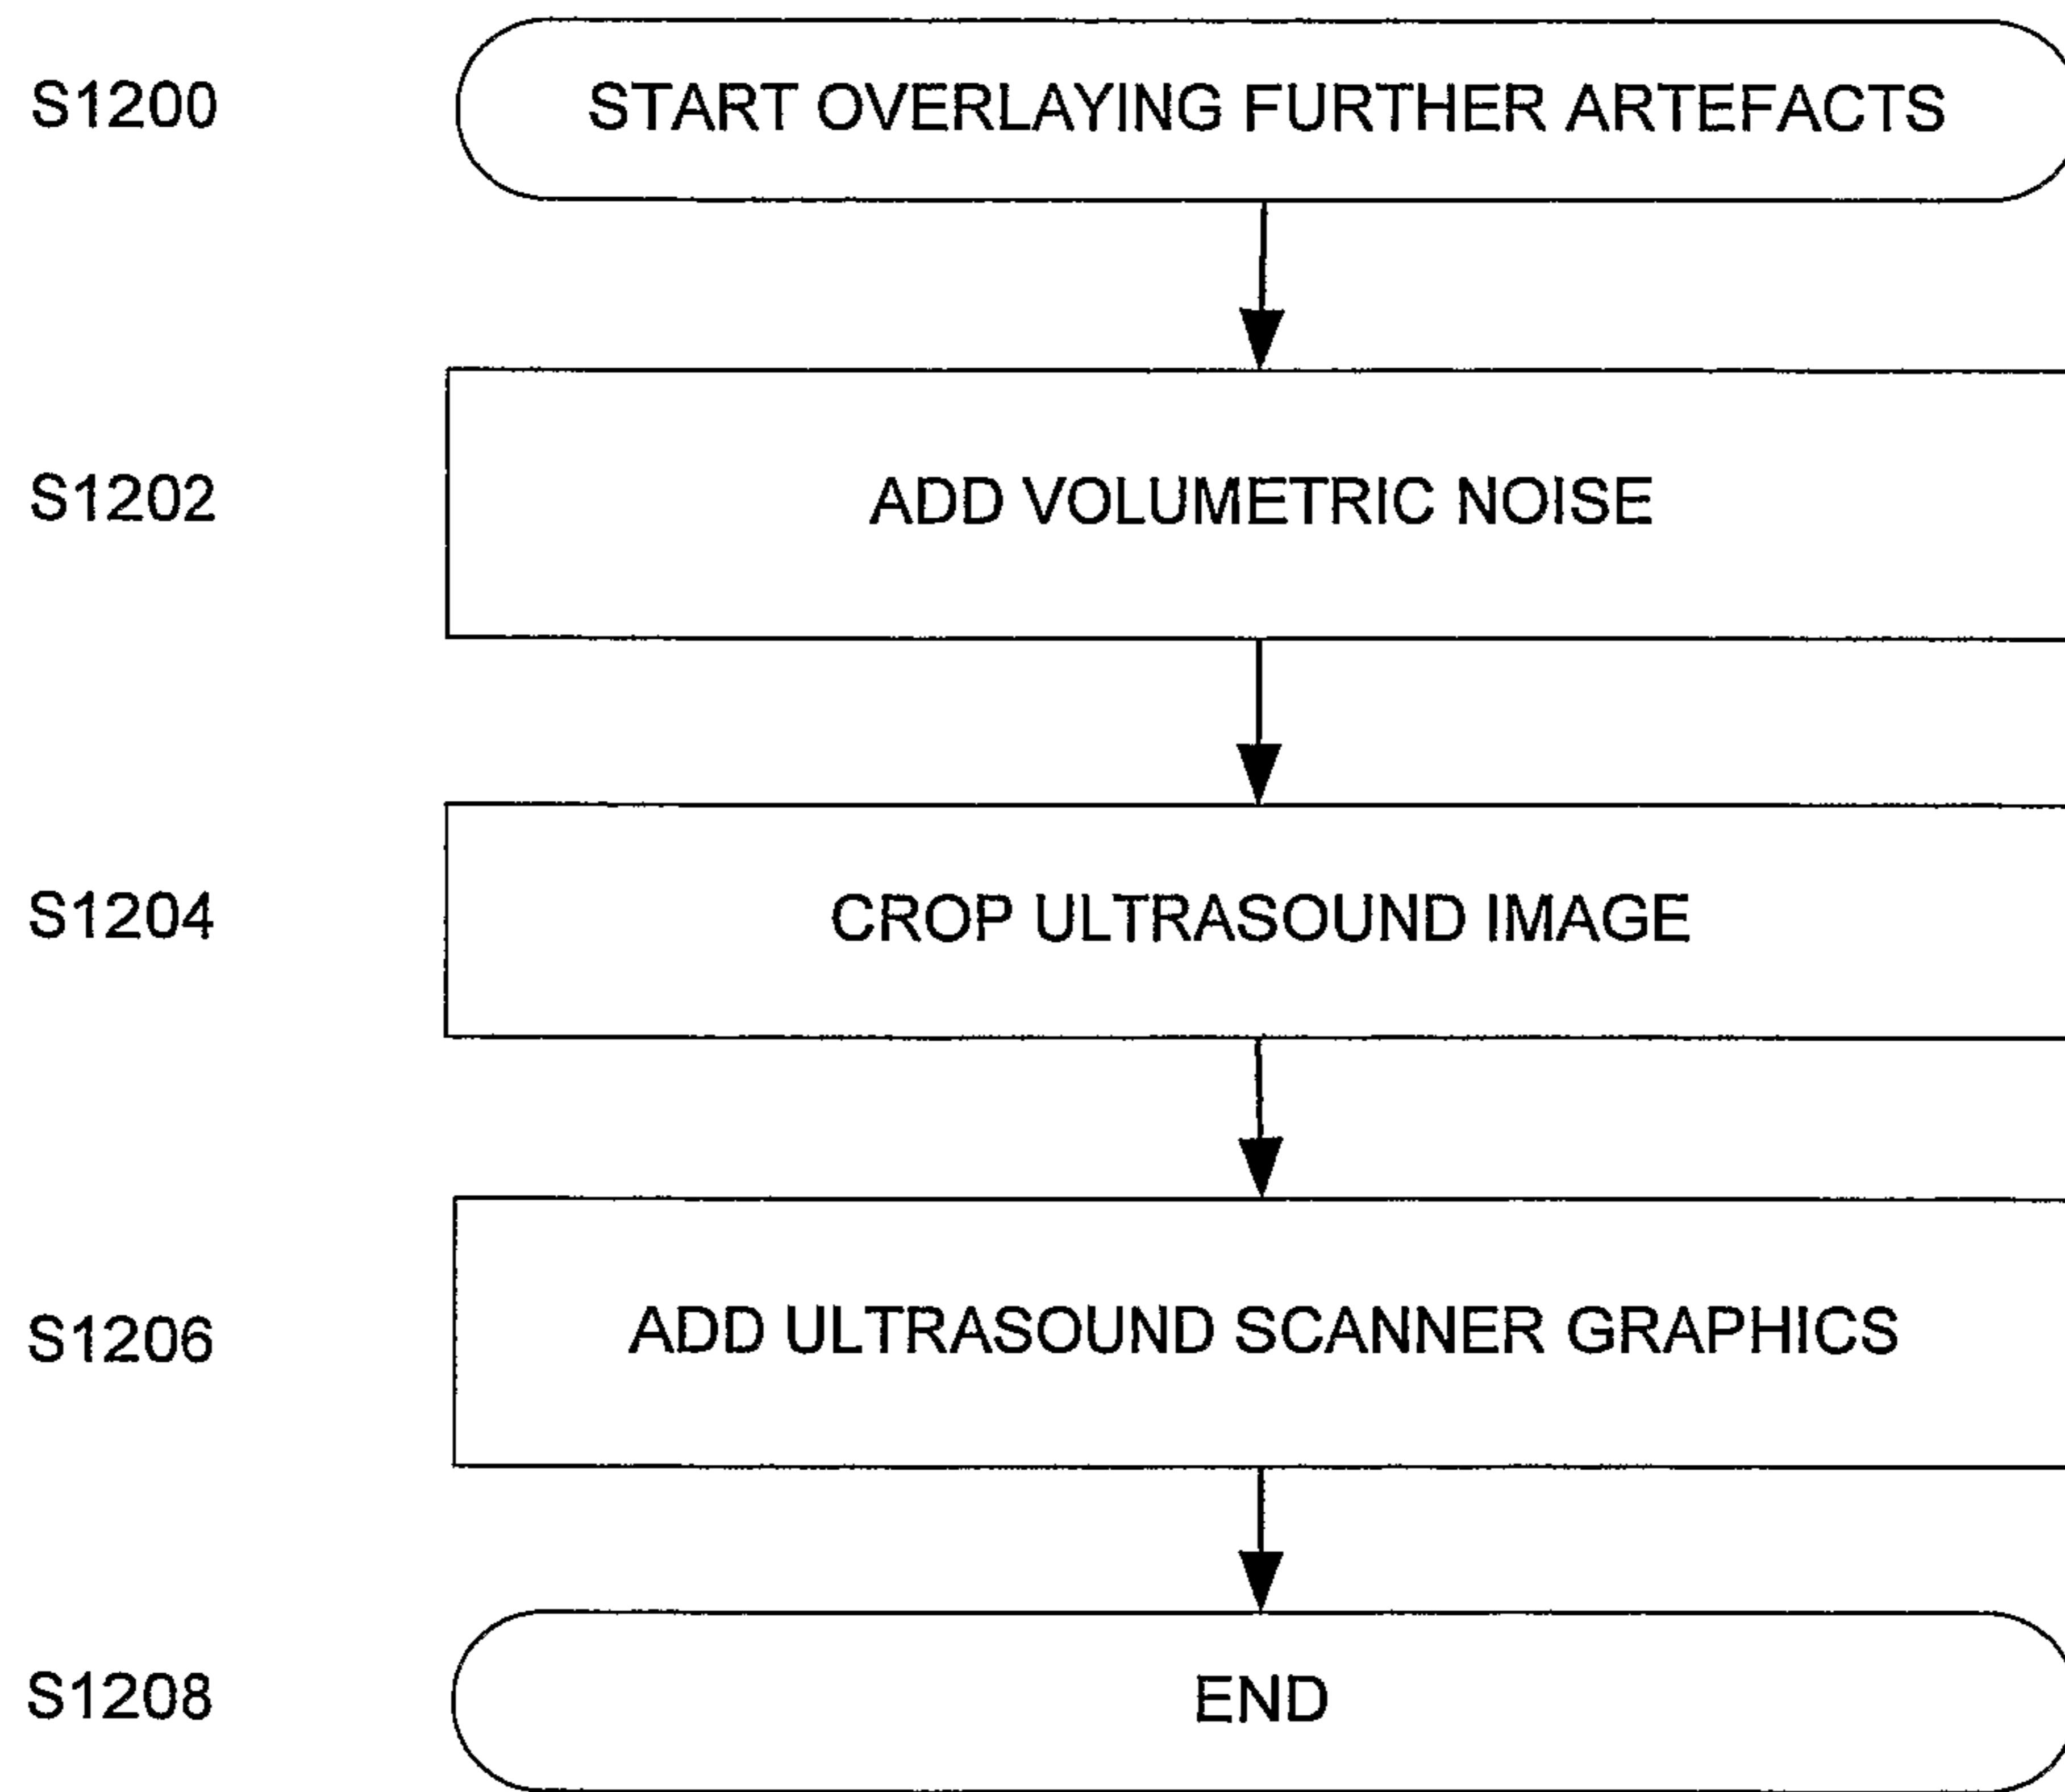 S1200 START OVERLAYING FURTHER ARTEFACTS
S1202 ADD VOLUMETRIC NOISE
S1204 CROP ULTRASOUND IMAGE
S1206 ADD ULTRASOUND SCANNER GRAPHICS
S1208 END